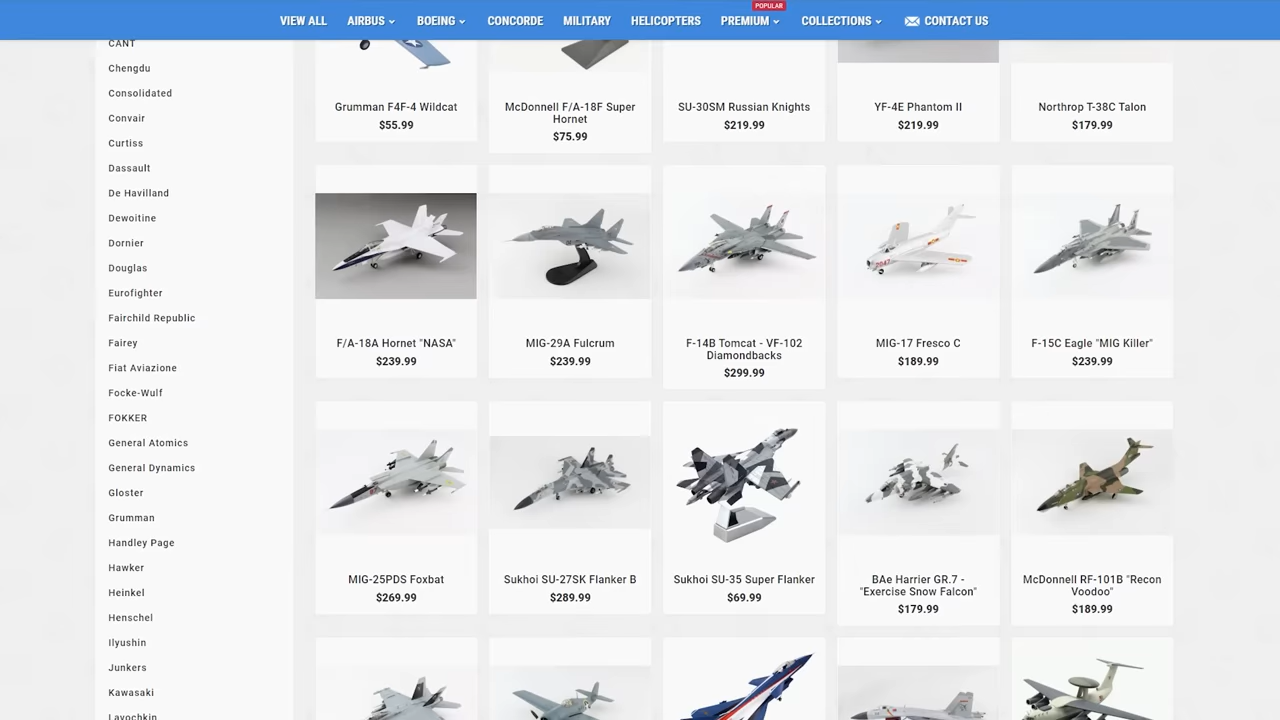 POPULAR
VIEW ALL AIRBUS BOEING CONCORDE MILITARY HELICOPTERS PREMIUM COLLECTIONS CONTACT US
CANT
Chengdu
Consolidated
Convair
Curtiss
Dassault
De Havilland
Dewoitine
Dornier
Douglas
Eurofighter
Fairchild Republic
Fairey
Fiat Aviazione
Focke-Wulf
FOKKER
General Atomics
General Dynamics
Gloster
Grumman
Handley Page
Hawker
Heinkel
Henschel
Ilyushin
Junkers
Kawasaki
Lavochkin
Grumman F4F-4 Wildcat
$55.99
McDonnell F/A-18F Super
Hornet
$75.99
SU-30SM Russian Knights
$219.99
YF-4E Phantom II
$219.99
Northrop T-38C Talon
$179.99
F/A-18A Hornet "NASA"
$239.99
MIG-29A Fulcrum
$239.99
F-14B Tomcat - VF-102
Diamondbacks
$299.99
MIG-17 Fresco C
$189.99
F-15C Eagle "MIG Killer"
$239.99
MIG-25PDS Foxbat
$269.99
Sukhoi SU-27SK Flanker B
$289.99
Sukhoi SU-35 Super Flanker
$69.99
BAe Harrier GR.7 -
"Exercise Snow Falcon"
$179.99
McDonnell RF-101B "Recon
Voodoo"
$189.99